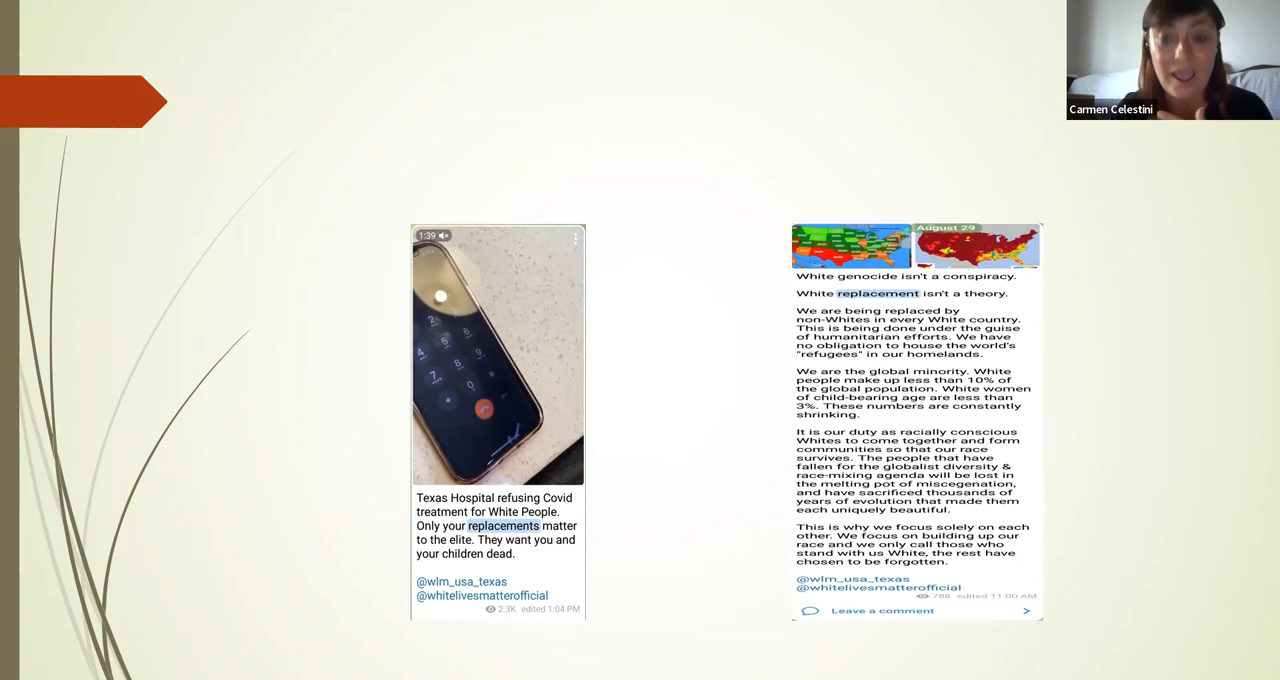 Carmen Celestini
1:39
2
5
6
4
8
9
7
0
*
#
Texas Hospital refusing Covid
treatment for White People.
Only your replacements matter
to the elite. They want you and
your children dead.
@wlm_usa_texas
@whitelivesmatterofficial
2.3K edited 1:04 PM
August 29
White genocide isn't a conspiracy.
White replacement isn't a theory.
We are being replaced by
non-Whites in every White country.
This is being done under the guise
of humanitarian efforts. We have
no obligation to house the world's
"refugees" in our homelands.
We are the global minority. White
people make up less than 10% of
the global population. White women
of child-bearing age are less than
3%. These numbers are constantly
shrinking.
It is our duty as racially conscious
Whites to come together and form
communities so that our race
survives. The people that have
fallen for the globalist diversity &
race-mixing agenda will be lost in
the melting pot of miscegenation,
and have sacrificed thousands of
years of evolution that made them
each uniquely beautiful.
This is why we focus solely on each
other. We focus on building up our
race and we only call those who
stand with us White, the rest have
chosen to be forgotten.
@wlm_usa_texas
@whitelivesmatterofficial
788 edited 11:00 AM
Leave a comment